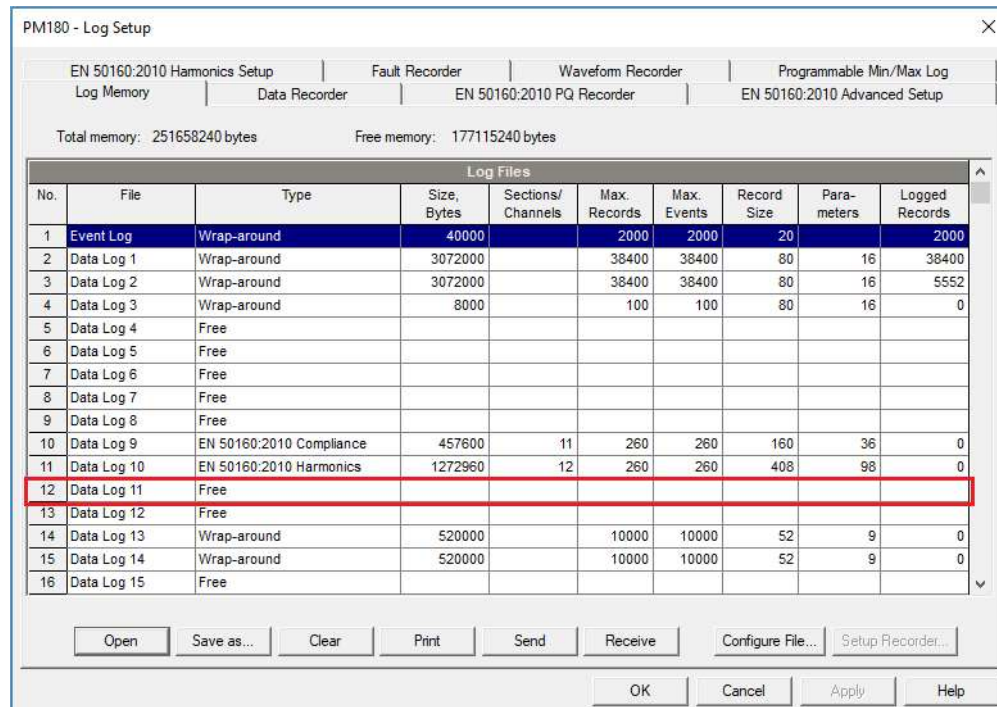 PM180 - Log Setup
EN 50160:2010 Harmonics Setup Fault Recorder Waveform Recorder Programmable Min/Max Log
Log Memory Data Recorder EN 50160:2010 PQ Recorder EN 50160:2010 Advanced Setup
Total memory: 251658240 bytes Free memory: 177115240 bytes
Log Files
No. File Type Size, Bytes Sections/ Channels Max. Records Max. Events Record Size Para- meters Logged Records
1 Event Log Wrap-around 40000 2000 2000 20 2000
2 Data Log 1 Wrap-around 3072000 38400 38400 80 16 38400
3 Data Log 2 Wrap-around 3072000 38400 38400 80 16 5552
4 Data Log 3 Wrap-around 8000 100 100 80 16 0
5 Data Log 4 Free
6 Data Log 5 Free
7 Data Log 6 Free
8 Data Log 7 Free
9 Data Log 8 Free
10 Data Log 9 EN 50160:2010 Compliance 457600 11 260 260 160 36 0
11 Data Log 10 EN 50160:2010 Harmonics 1272960 12 260 260 408 98 0
12 Data Log 11 Free
13 Data Log 12 Free
14 Data Log 13 Wrap-around 520000 10000 10000 52 9 0
15 Data Log 14 Wrap-around 520000 10000 10000 52 9 0
16 Data Log 15 Free
Open Save as... Clear Print Send Receive Configure File... Setup Recorder...
OK Cancel Apply Help